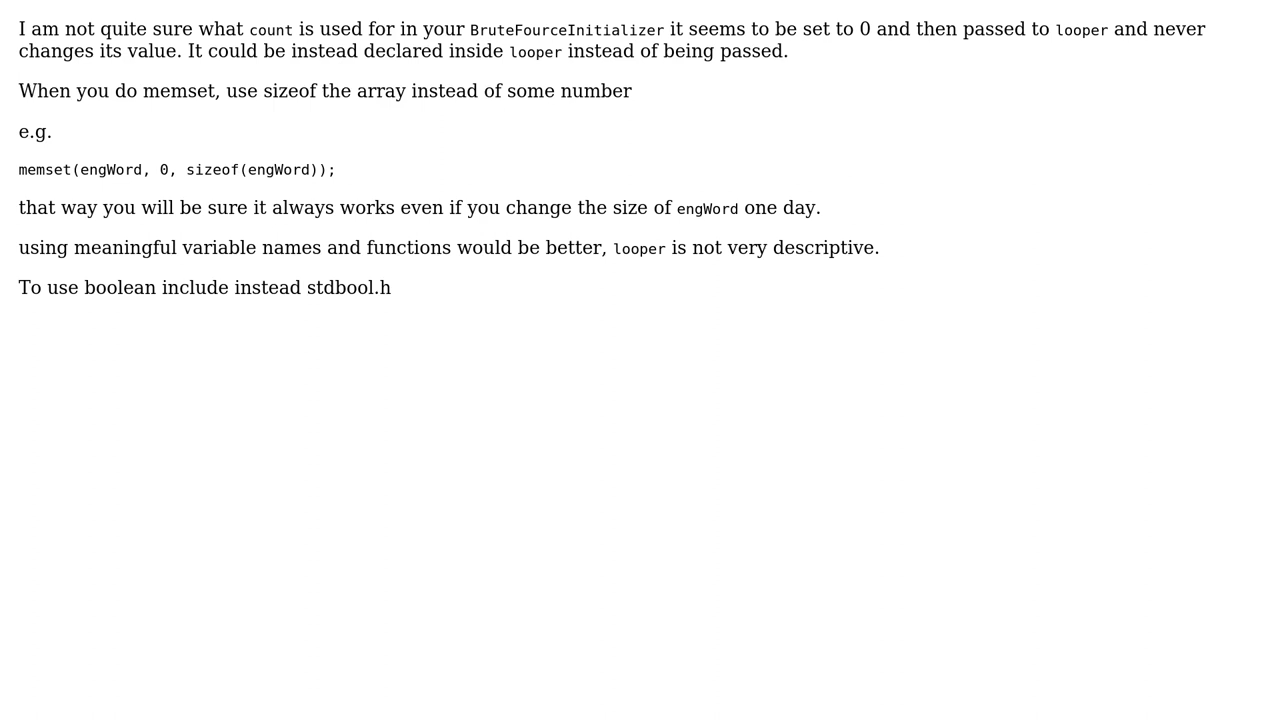 I am not quite sure what count is used for in your BruteFourceInitializer it seems to be set to 0 and then passed to looper and never
changes its value. It could be instead declared inside looper instead of being passed.
When you do memset, use sizeof the array instead of some number
e.g.
memset(engWord, 0, sizeof(engWord));
that way you will be sure it always works even if you change the size of engWord one day.
using meaningful variable names and functions would be better, looper is not very descriptive.
To use boolean include instead stdbool.h